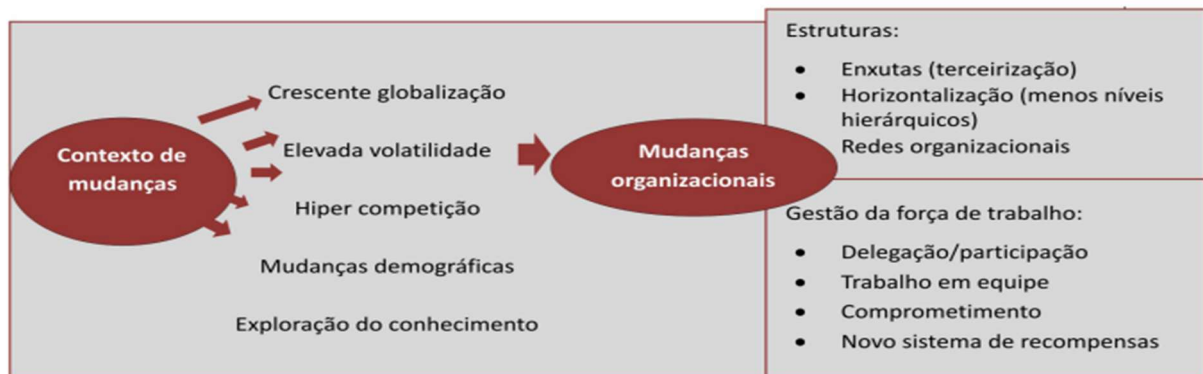 Contexto de
mudanças
Crescente globalização
Elevada volatilidade
Hiper competição
Mudanças demográficas
Exploração do conhecimento
Mudanças
organizacionais
Estruturas:
• Enxutas (terceirização)
• Horizontalização (menos níveis
hierárquicos)
Redes organizacionais
Gestão da força de trabalho:
• Delegação/participação
• Trabalho em equipe
• Comprometimento
• Novo sistema de recompensas